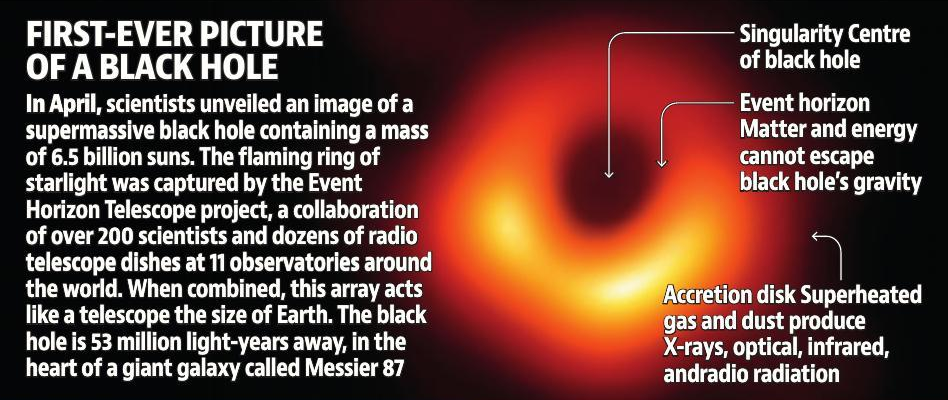 FIRST-EVER PICTURE
OF A BLACK HOLE
In April, scientists unveiled an image of a
supermassive black hole containing a mass
of 6.5 billion suns. The flaming ring of
starlight was captured by the Event
Horizon Telescope project, a collaboration
of over 200 scientists and dozens of radio
telescope dishes at 11 observatories around
the world. When combined, this array acts
like a telescope the size of Earth. The black
hole is 53 million light-years away, in the
heart of a giant galaxy called Messier 87
Singularity Centre
of black hole
Event horizon
Matter and energy
cannot escape
black hole's gravity
Accretion disk Superheated
gas and dust produce
X-rays, optical, infrared,
andradio radiation